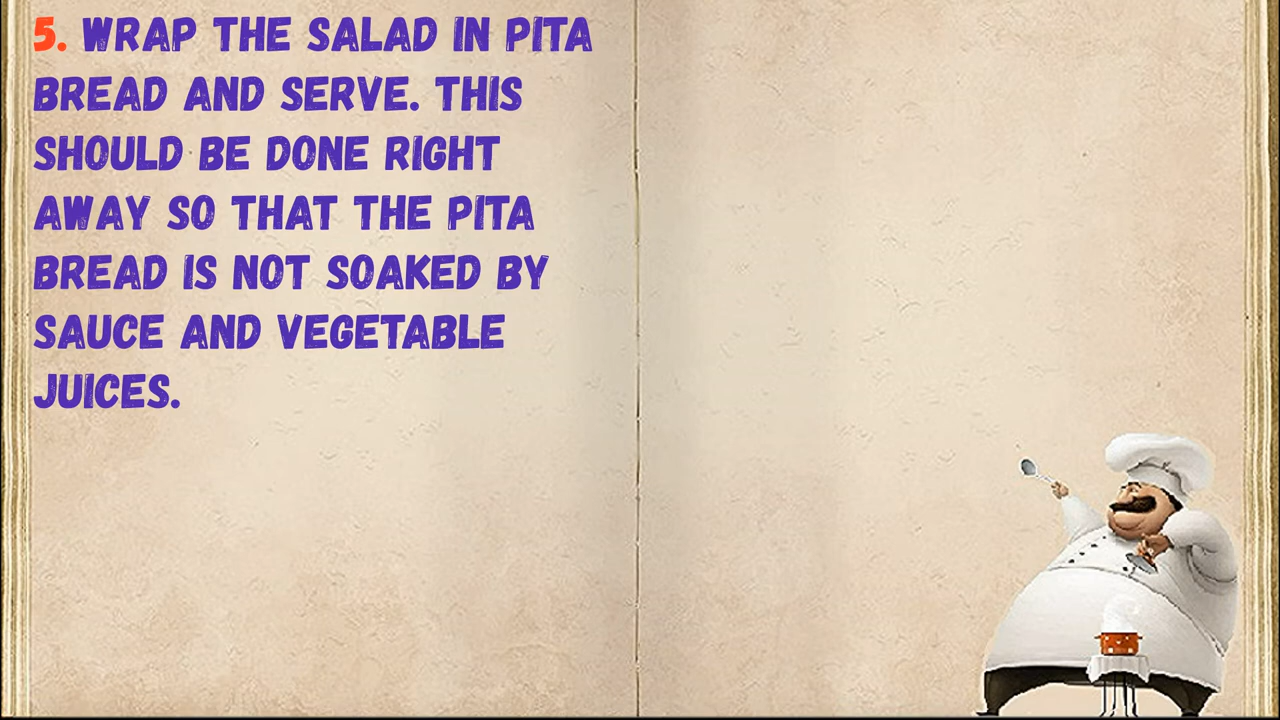 5. WRAP THE SALAD IN PITA
BREAD AND SERVE. THIS
SHOULD BE DONE RIGHT
AWAY SO THAT THE PITA
BREAD IS NOT SOAKED BY
SAUCE AND VEGETABLE
JUICES.